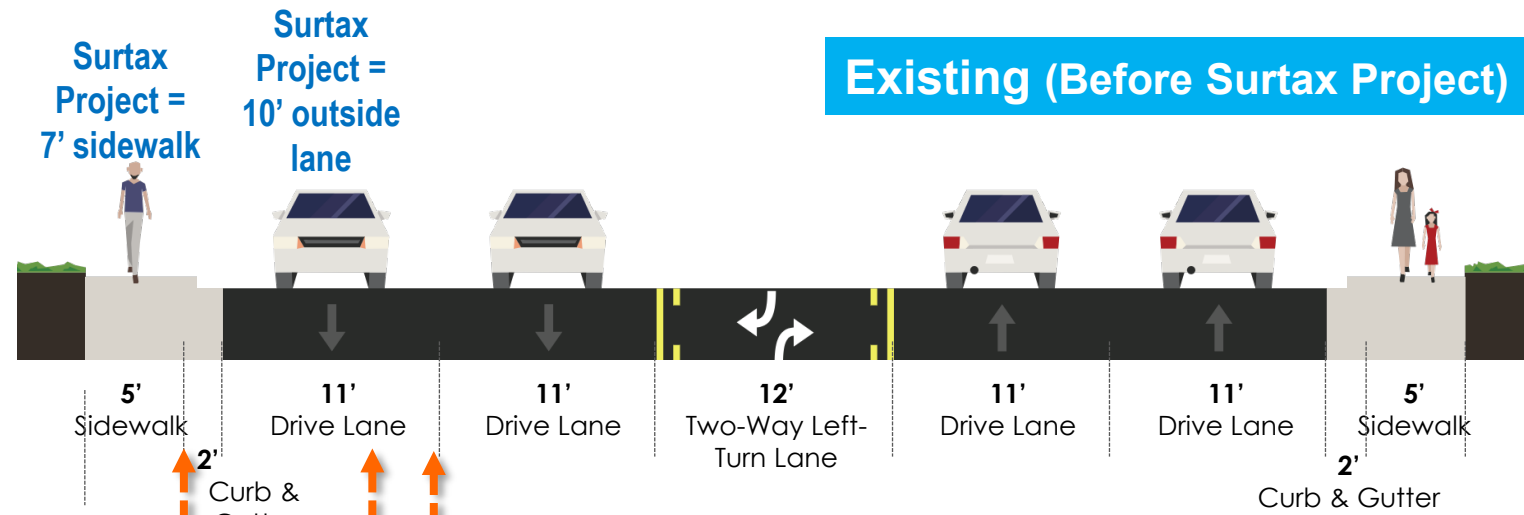 Surtax
Project =
7’ sidewalk
Surtax
Project =
10’ outside
lane
Existing (Before Surtax Project)
5’
Sidewalk
2’
Curb &
11’
Drive Lane
11’
Drive Lane
12’
Two-Way Left-
Turn Lane
11’
Drive Lane
11’
Drive Lane
5’
Sidewalk
2’
Curb & Gutter